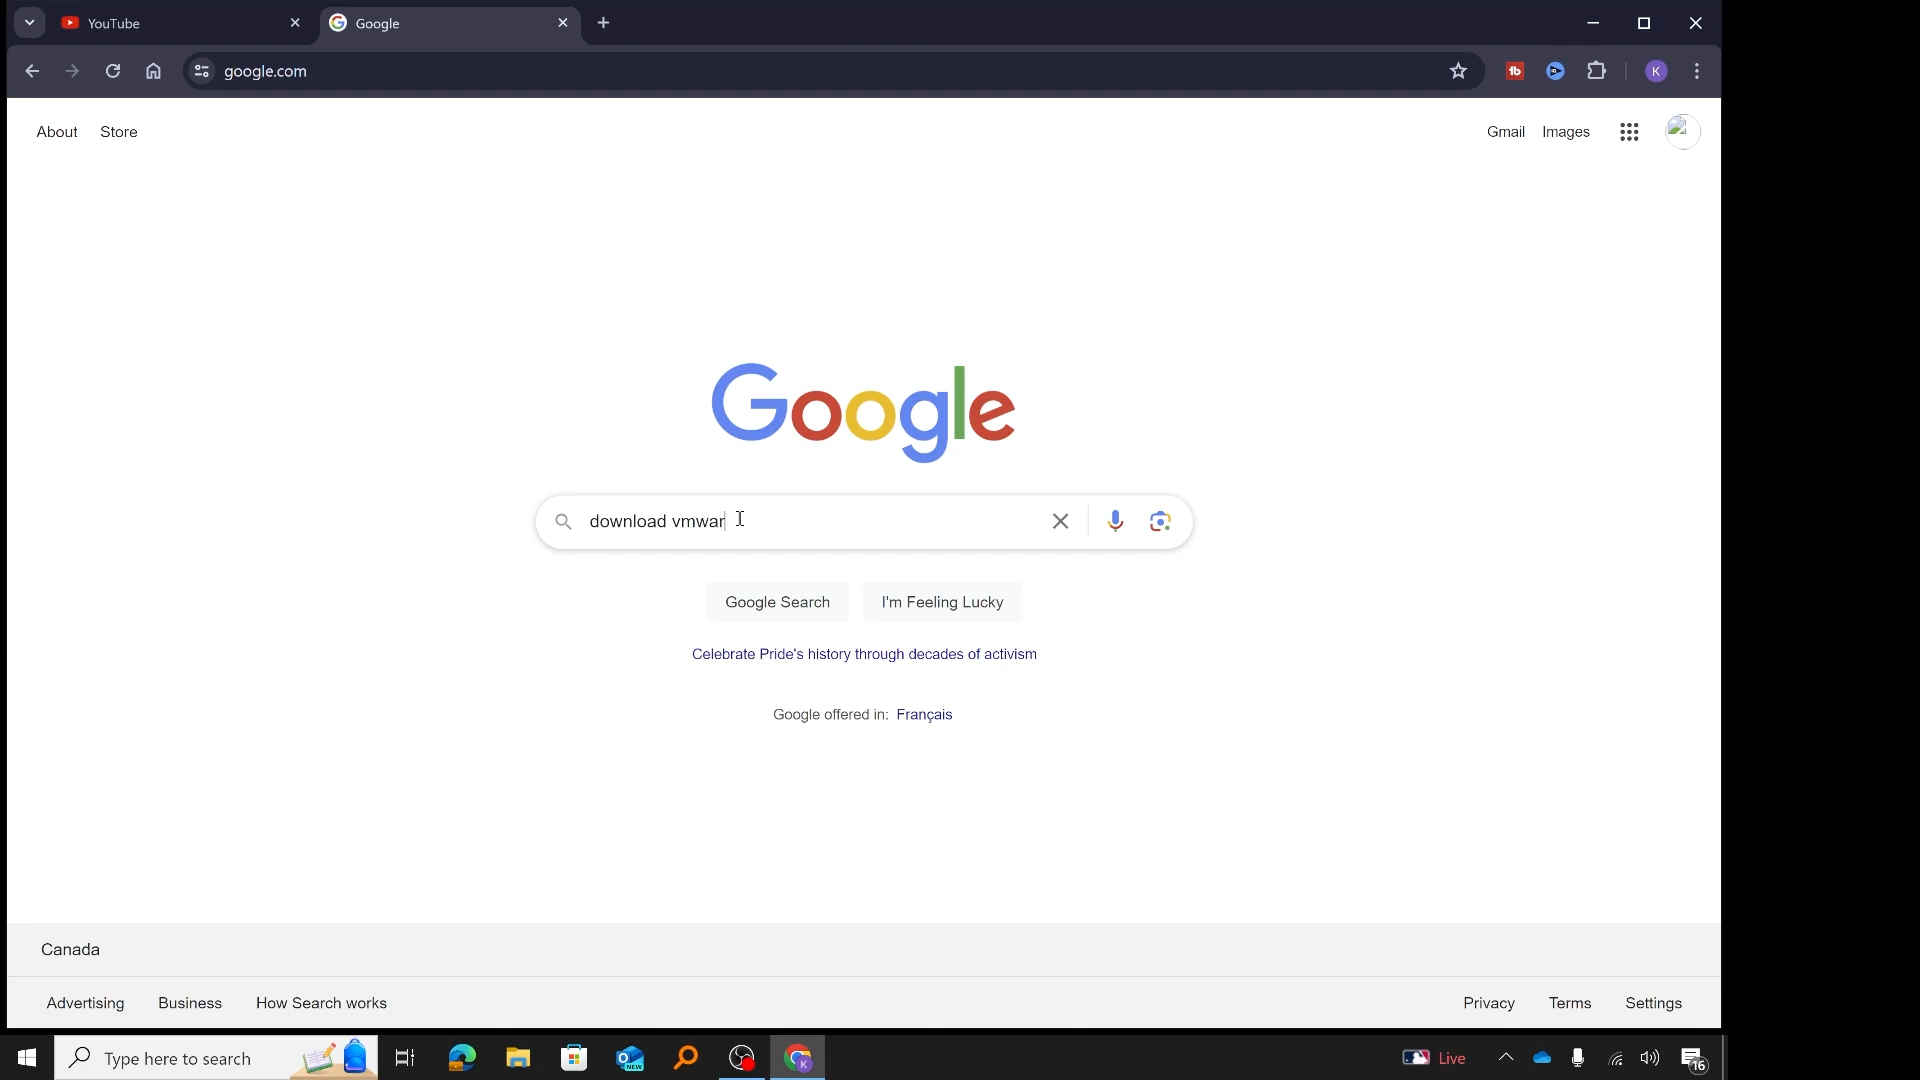 YouTube
Google
google.com
K
About Store
Gmail Images
Google
download vmwar
Google Search I'm Feeling Lucky
Celebrate Pride's history through decades of activism
Google offered in: Français
Canada
Advertising Business How Search works
Privacy Terms Settings
Type here to search
NEW
K
Live
16